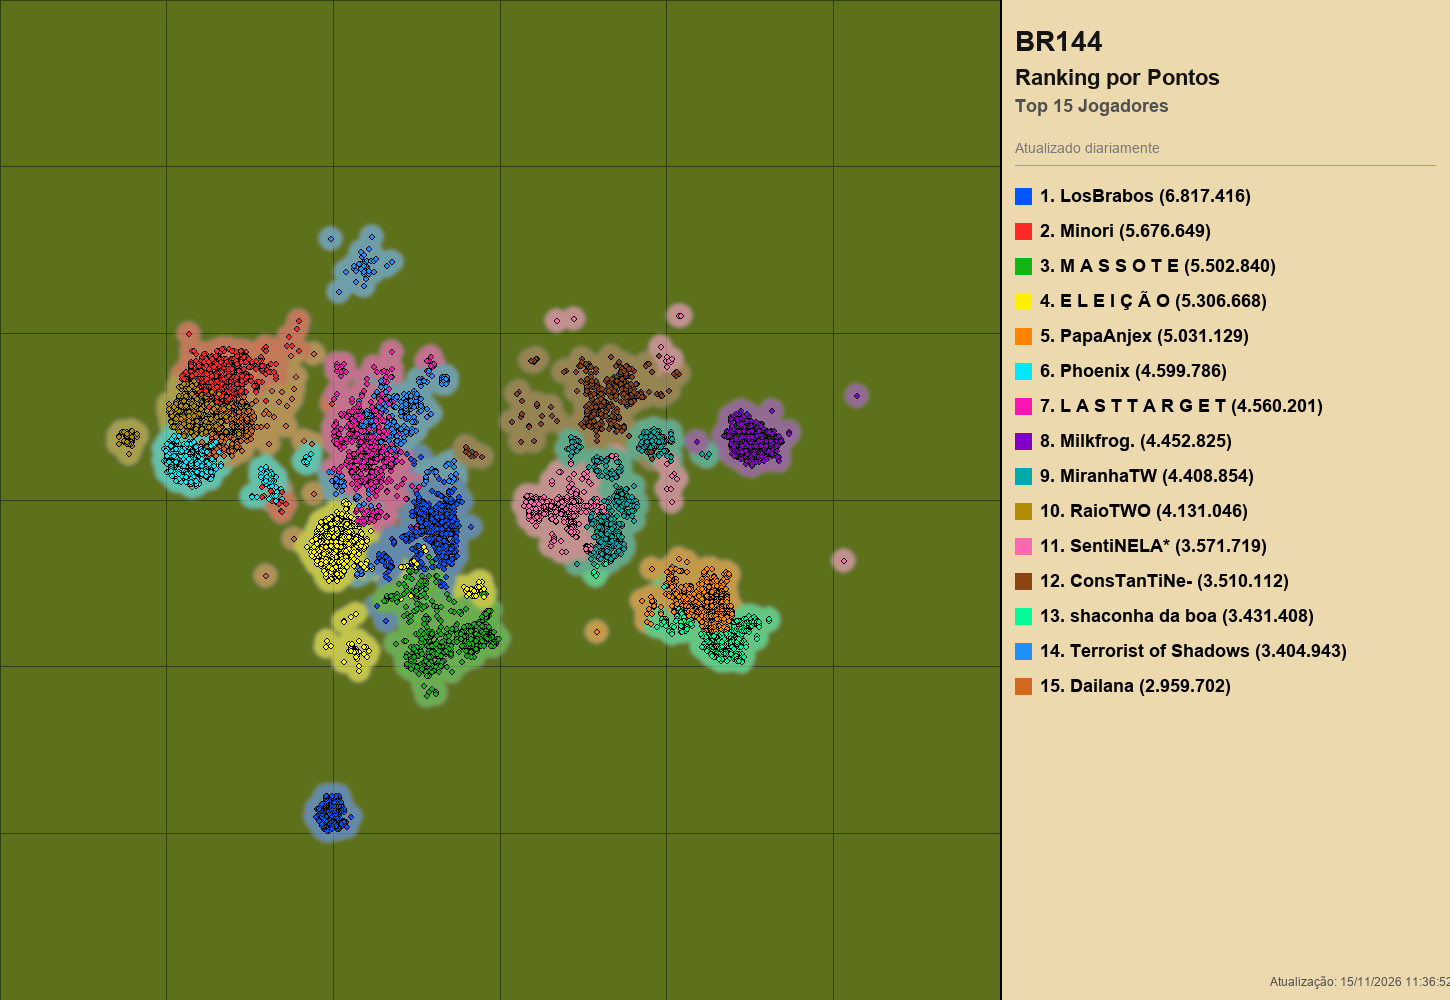 BR144
Ranking por Pontos
Top 15 Jogadores
Atualizado diariamente
1. LosBrabos (6.817.416)
2. Minori (5.676.649)
3. M A S S O T E (5.502.840)
4. E L E I Ç Ã O (5.306.668)
5. PapaAnjex (5.031.129)
6. Phoenix (4.599.786)
7. L A S T T A R G E T (4.560.201)
8. Milkfrog. (4.452.825)
9. MiranhaTW (4.408.854)
10. RaioTWO (4.131.046)
11. SentiNELA* (3.571.719)
12. ConsTanTiNe- (3.510.112)
13. shaconha da boa (3.431.408)
14. Terrorist of Shadows (3.404.943)
15. Dailana (2.959.702)
Atualização: 15/11/2026 11:36:52